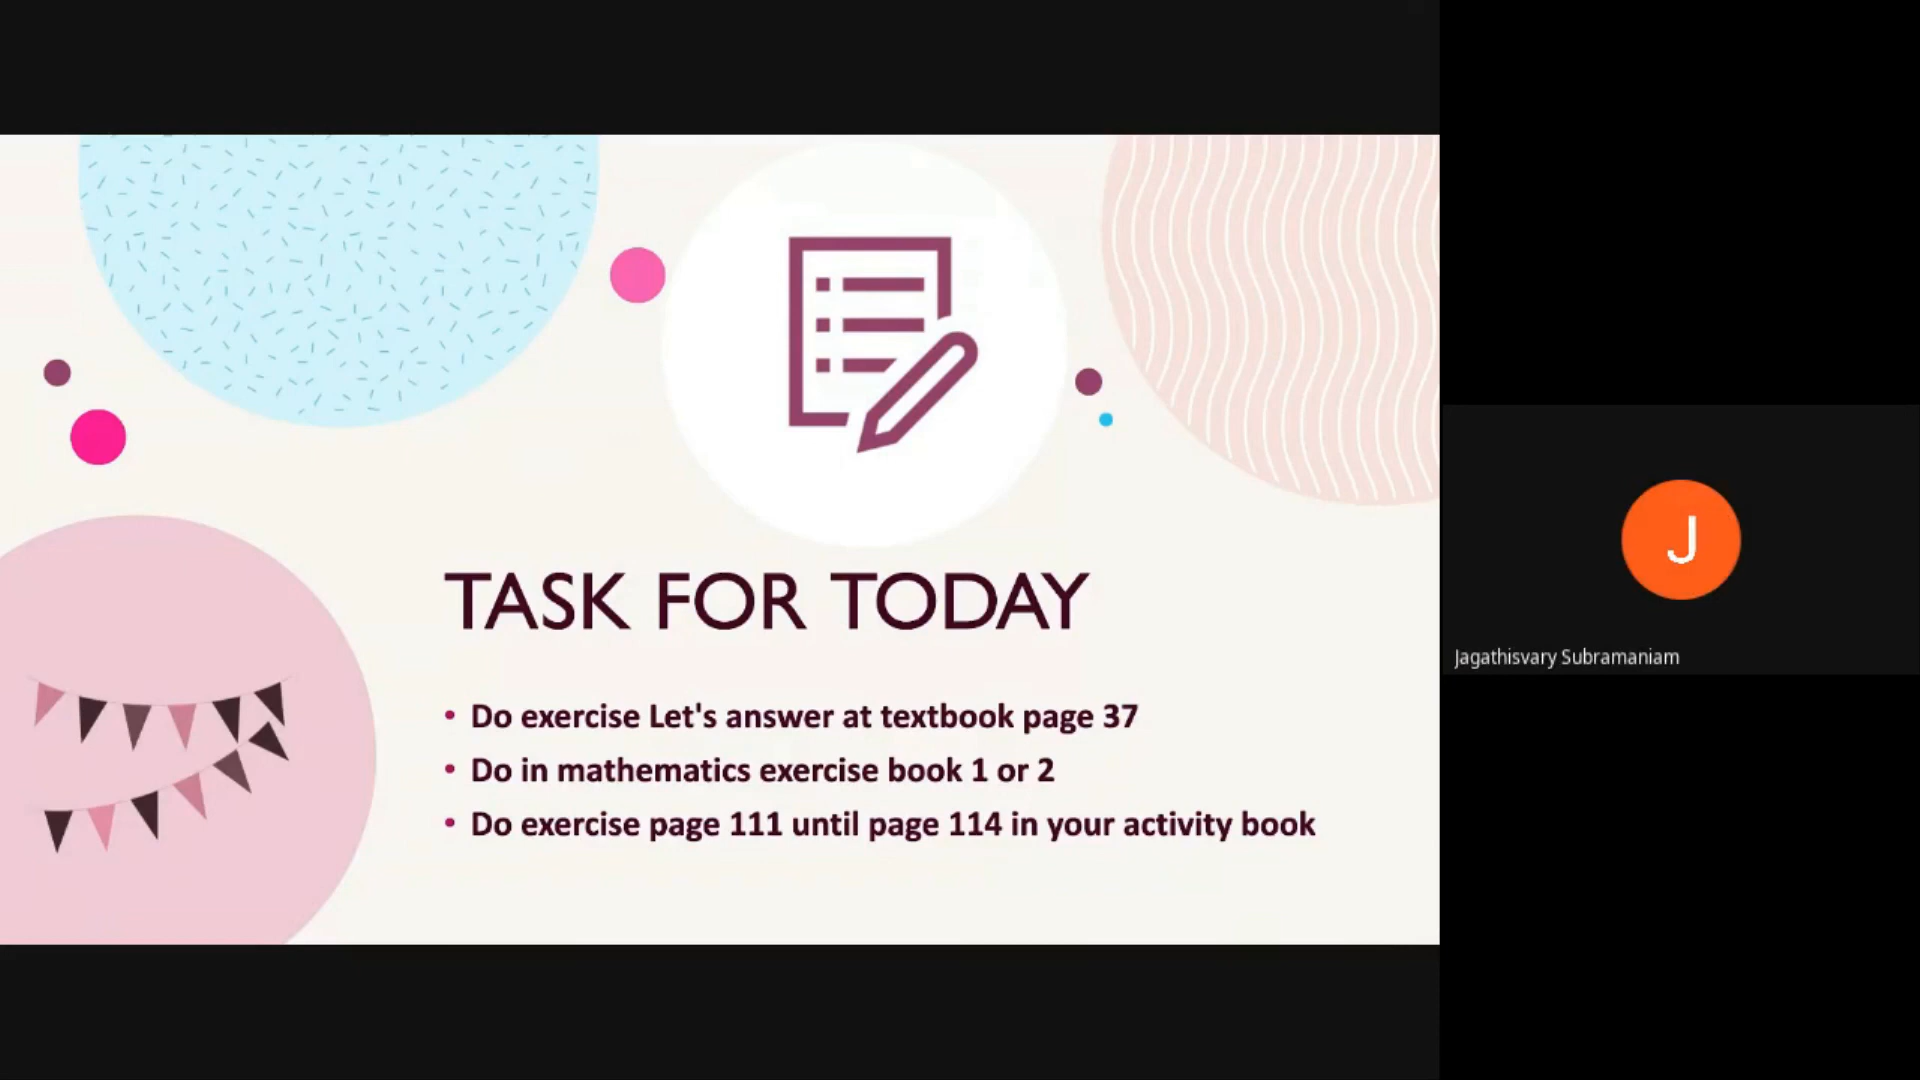 TASK FOR TODAY
• Do exercise Let's answer at textbook page 37
• Do in mathematics exercise book 1 or 2
• Do exercise page 111 until page 114 in your activity book
J
Jagathisvary Subramaniam